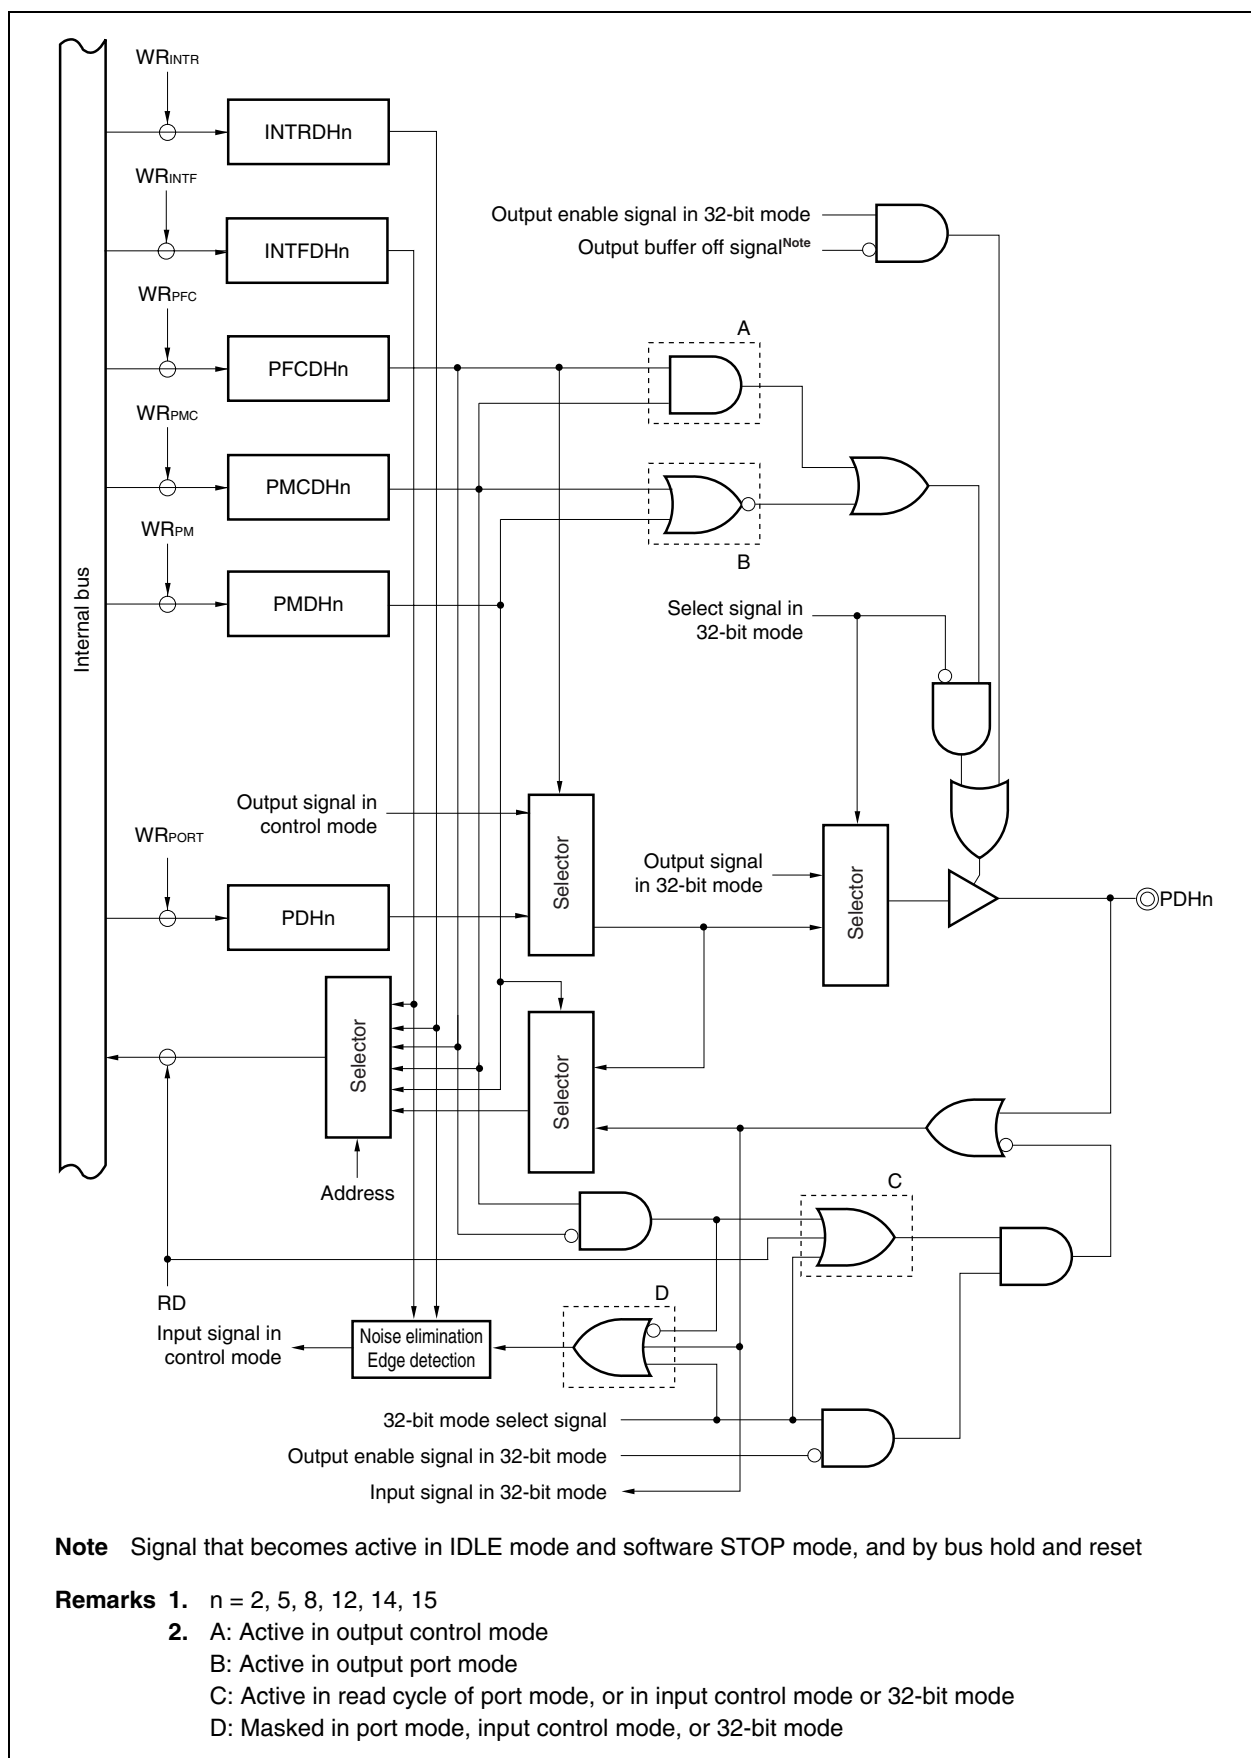 WRINTR
INTRDHn
WRINTF
INTFDHn
Output enable signal in 32-bit mode
Output buffer off signalNote
WRPFC
PFCDHn
A
WRPMC
PMCDHn
B
WRPM
PMDHn
Internal bus
Select signal in
32-bit mode
Output signal in
control mode
Selector
WRPORT
PDHn
Output signal
in 32-bit mode
Selector
PDHn
Selector
Selector
Address
C
RD
D
Input signal in
control mode
Noise elimination
Edge detection
32-bit mode select signal
Output enable signal in 32-bit mode
Input signal in 32-bit mode
Note Signal that becomes active in IDLE mode and software STOP mode, and by bus hold and reset
Remarks 1. n = 2, 5, 8, 12, 14, 15
2. A: Active in output control mode
B: Active in output port mode
C: Active in read cycle of port mode, or in input control mode or 32-bit mode
D: Masked in port mode, input control mode, or 32-bit mode